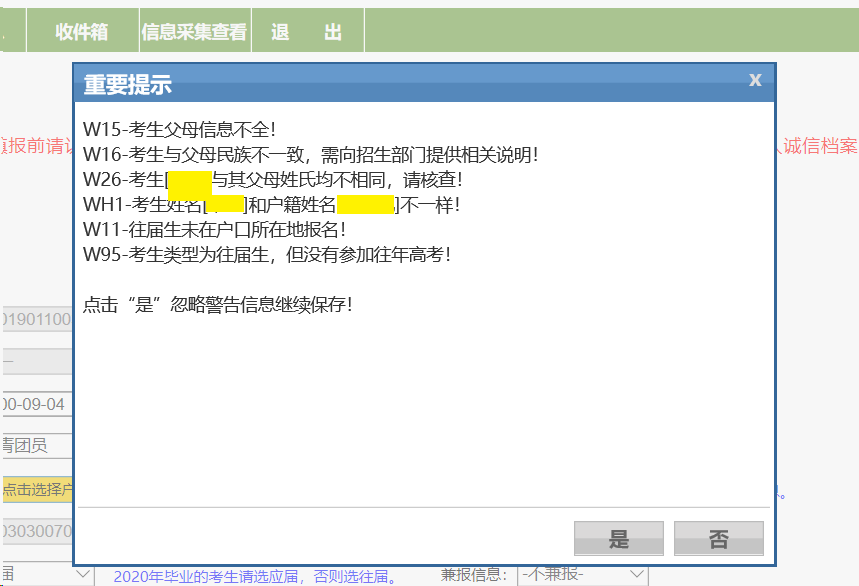 收件箱 信息采集查看 退 出
重要提示 X
填报前请认
人诚信档案
W15-考生父母信息不全！
W16-考生与父母民族不一致，需向招生部门提供相关说明！
W26-考生[ 与其父母姓氏均不相同，请核查！
WH1-考生姓名[ ]和户籍姓名 ]不一样！
W11-往届生未在户口所在地报名！
W95-考生类型为往届生，但没有参加往年高考！
点击“是”忽略警告信息继续保存！
01901100
一
00-09-04
青团员
点击选择户
03030700
是 否
届 2020年毕业的考生请选应届，否则选往届。 兼报信息： -不兼报-